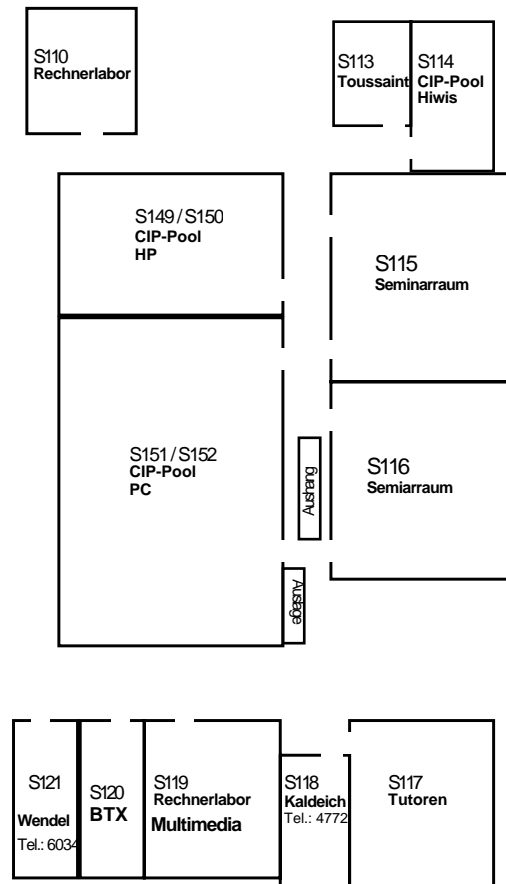 S110
Rechnerlabor
S113
Toussaint
S114
CIP-Pool
Hiwis
S149 / S150
CIP-Pool
HP
S115
Seminarraum
S151 / S152
CIP-Pool
PC
Aushang
S116
Semiarraum
Auslage
S121
Wendel
Tel.: 6034
S120
BTX
S119
Rechnerlabor
Multimedia
S118
Kaldeich
Tel.: 4772
S117
Tutoren